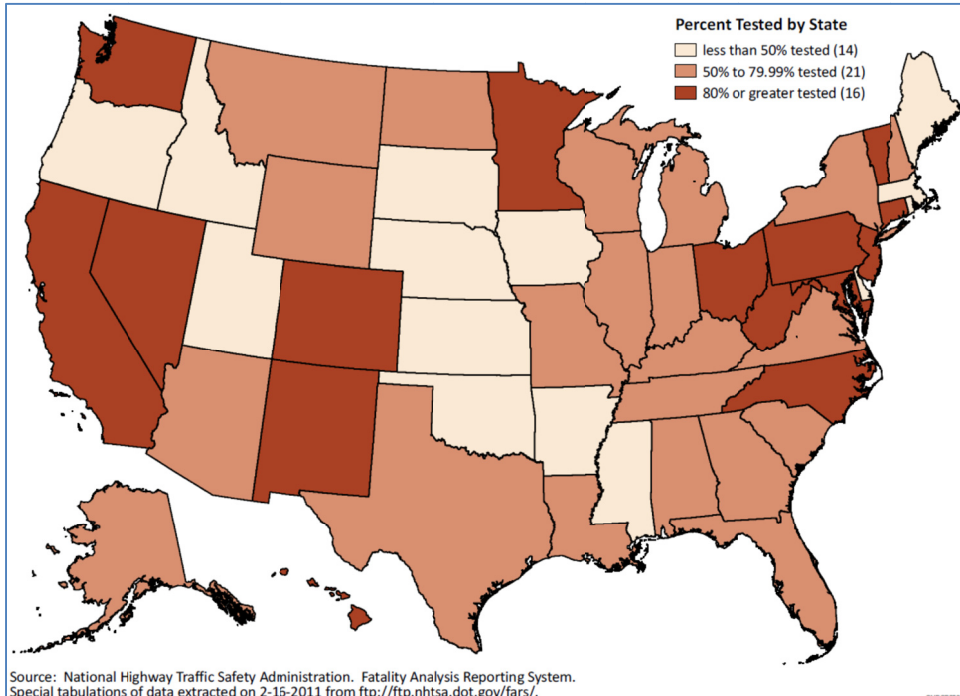 Percent Tested by State
less than 50% tested (14)
50% to 79.99% tested (21)
80% or greater tested (16)
Source: National Highway Traffic Safety Administration. Fatality Analysis Reporting System.
Special tabulations of data extracted on 2-16-2011 from ftp://ftp.nhtsa.dot.gov/fars/.